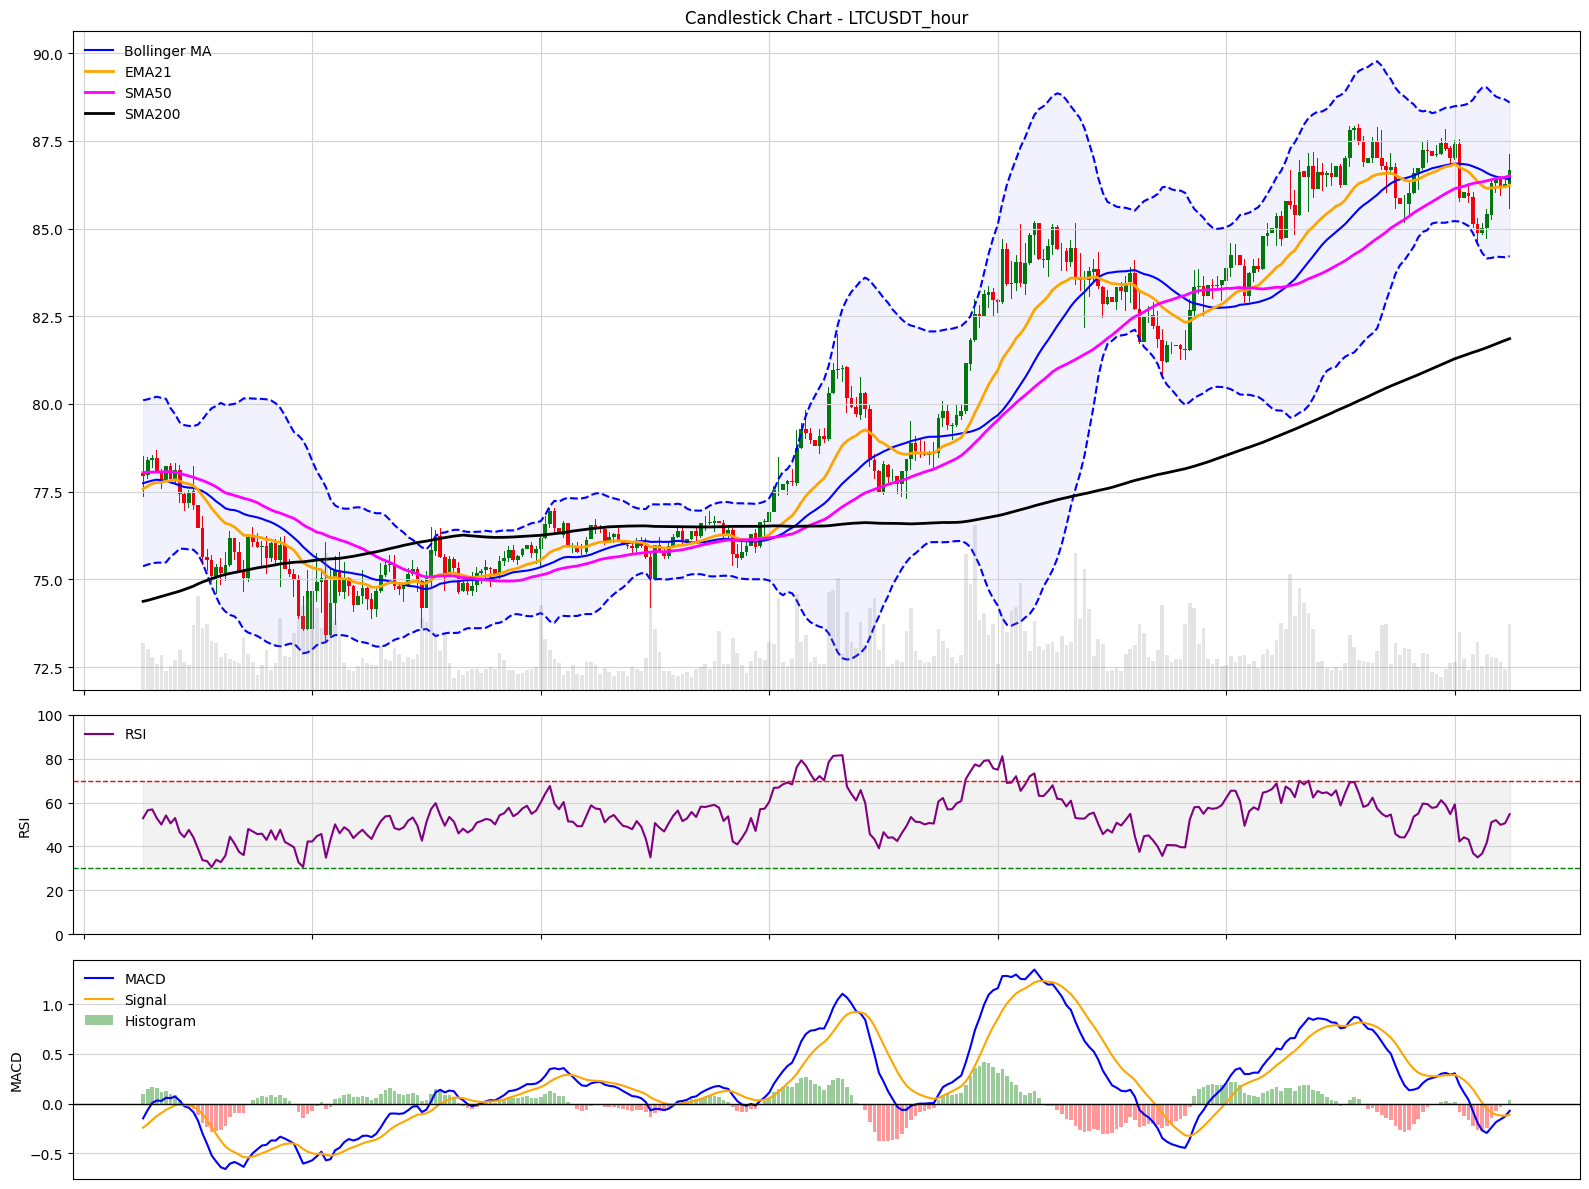 Candlestick Chart - LTCUSDT_hour
Bollinger MA
EMA21
SMA50
SMA200
90.0
87.5
85.0
82.5
80.0
77.5
75.0
72.5
RSI
100
80
60
40
20
0
RSI
MACD
Signal
Histogram
1.0
0.5
0.0
−0.5
MACD